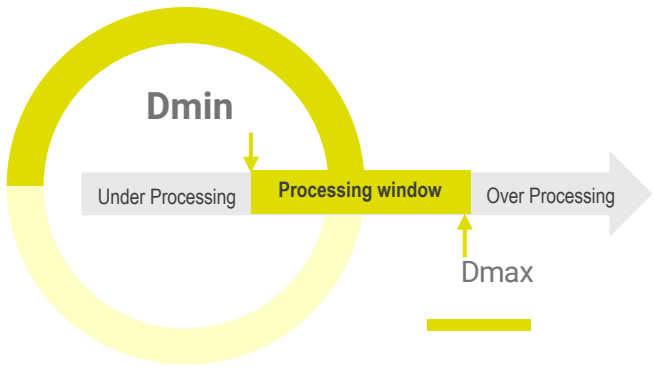 Dmin
Under Processing
Processing window
Over Processing
Dmax